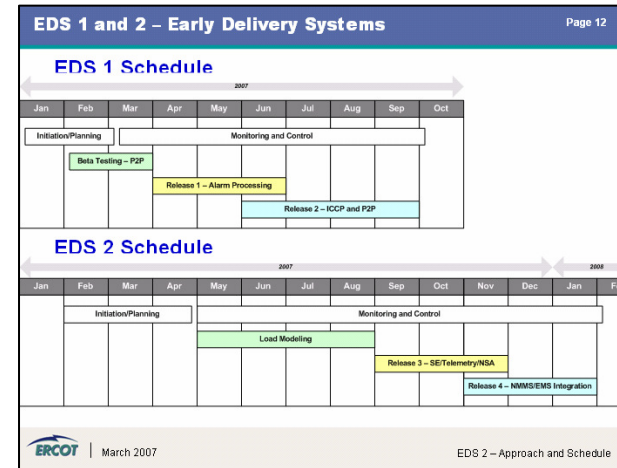 EDS 1 and 2 – Early Delivery Systems
Page 12
EDS 1 Schedule
2007
Jan Feb Mar Apr May Jun Jul Aug Sep Oct
Initiation/Planning Monitoring and Control
Beta Testing – P2P
Release 1 – Alarm Processing
Release 2 – ICCP and P2P
EDS 2 Schedule
2007 2008
Jan Feb Mar Apr May Jun Jul Aug Sep Oct Nov Dec Jan F
Initiation/Planning Monitoring and Control
Load Modeling
Release 3 – SE/Telemetry/NSA
Release 4 – NMMS/EMS Integration
ERCOT March 2007 EDS 2 – Approach and Schedule